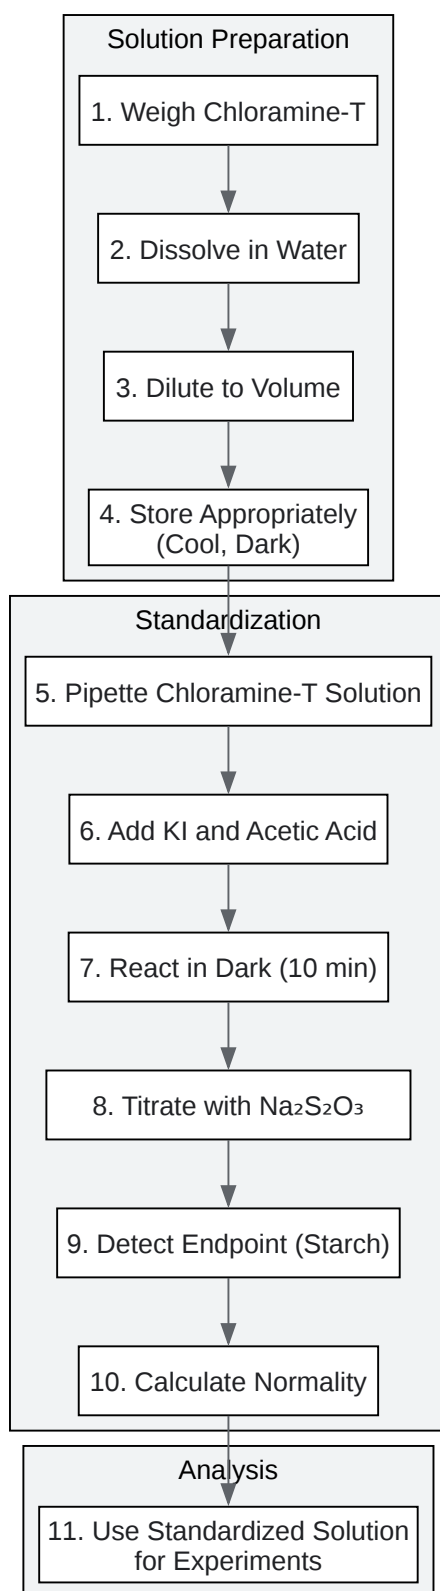 Solution Preparation
1. Weigh Chloramine-T
2. Dissolve in Water
3. Dilute to Volume
4. Store Appropriately
(Cool, Dark)
Standardization
5. Pipette Chloramine-T Solution
6. Add KI and Acetic Acid
7. React in Dark (10 min)
8. Titrate with Na₂S₂O₃
9. Detect Endpoint (Starch)
10. Calculate Normality
Analysis
11. Use Standardized Solution
for Experiments